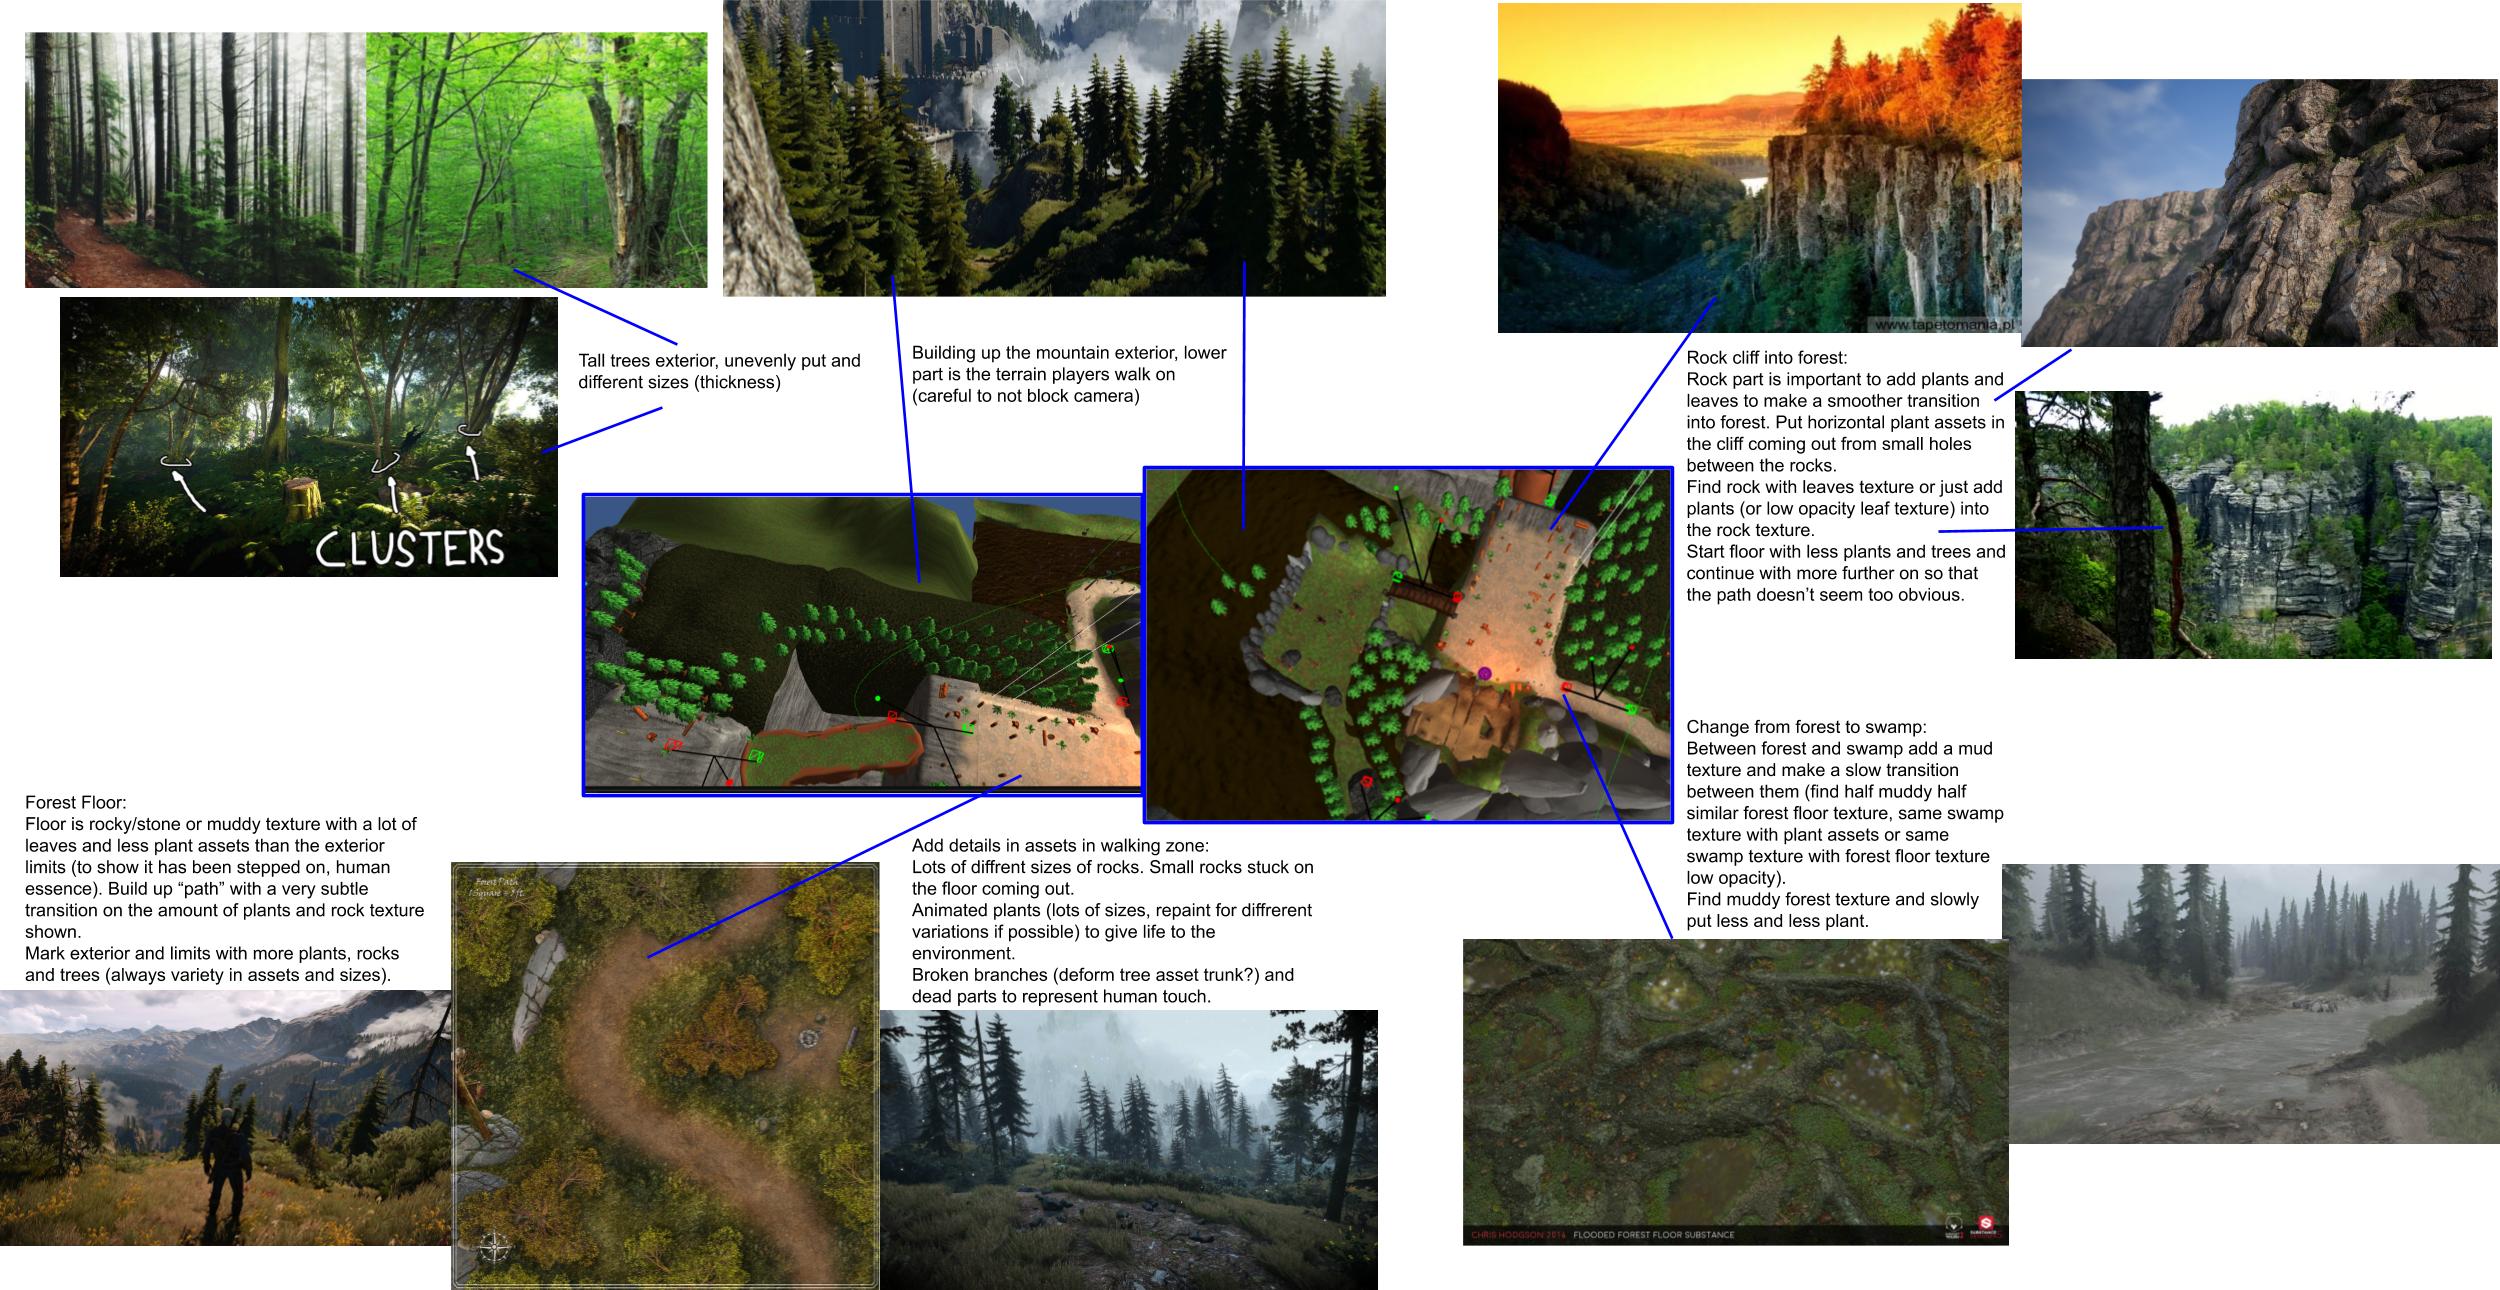 www.tapetomania.pl
CLUSTERS
Tall trees exterior, unevenly put and
different sizes (thickness)
Building up the mountain exterior, lower
part is the terrain players walk on
(careful to not block camera)
Rock cliff into forest:
Rock part is important to add plants and
leaves to make a smoother transition
into forest. Put horizontal plant assets in
the cliff coming out from small holes
between the rocks.
Find rock with leaves texture or just add
plants (or low opacity leaf texture) into
the rock texture.
Start floor with less plants and trees and
continue with more further on so that
the path doesn't seem too obvious.
Change from forest to swamp:
Between forest and swamp add a mud
texture and make a slow transition
between them (find half muddy half
similar forest floor texture, same swamp
texture with plant assets or same
swamp texture with forest floor texture
low opacity).
Find muddy forest texture and slowly
put less and less plant.
Forest Floor:
Floor is rocky/stone or muddy texture with a lot of
leaves and less plant assets than the exterior
limits (to show it has been stepped on, human
essence). Build up “path” with a very subtle
transition on the amount of plants and rock texture
shown.
Mark exterior and limits with more plants, rocks
and trees (always variety in assets and sizes).
Forest Path
1 Square = 5 ft.
Add details in assets in walking zone:
Lots of diffrent sizes of rocks. Small rocks stuck on
the floor coming out.
Animated plants (lots of sizes, repaint for diffrerent
variations if possible) to give life to the
environment.
Broken branches (deform tree asset trunk?) and
dead parts to represent human touch.
CHRIS HODGSON 2016 FLOODED FOREST FLOOR SUBSTANCE
SUBSTANCE